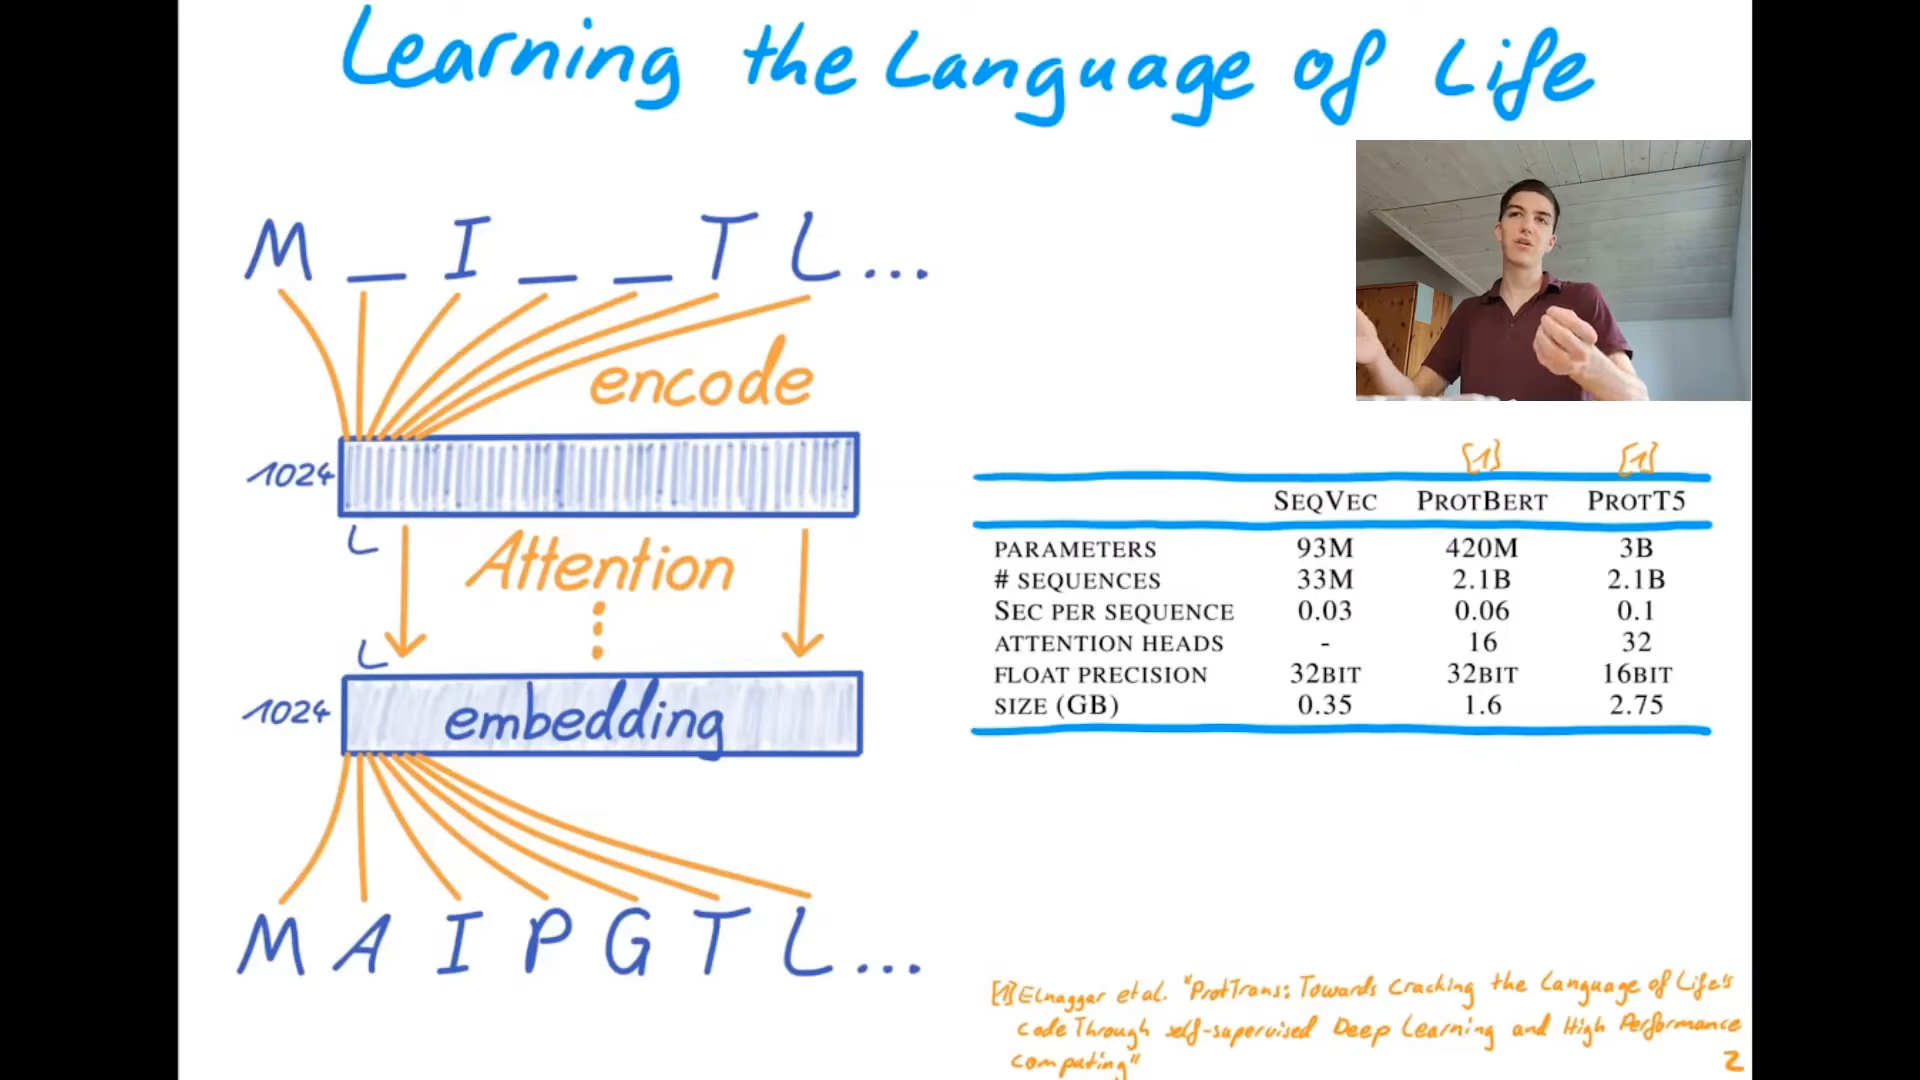 Learning the Language of Life
M _ I _ _ T L...
encode
1024
L
Attention
L
1024
embedding
M A I P G T L...
[1] [1]
SEQVEC PROTBERT PROTT5
PARAMETERS 93M 420M 3B
# SEQUENCES 33M 2.1B 2.1B
SEC PER SEQUENCE 0.03 0.06 0.1
ATTENTION HEADS - 16 32
FLOAT PRECISION 32BIT 32BIT 16BIT
SIZE (GB) 0.35 1.6 2.75
[1] Elnaggar et al. "ProtTrans: Towards Cracking the Language of Life's
Code Through self-supervised Deep Learning and High Performance
Computing"
2